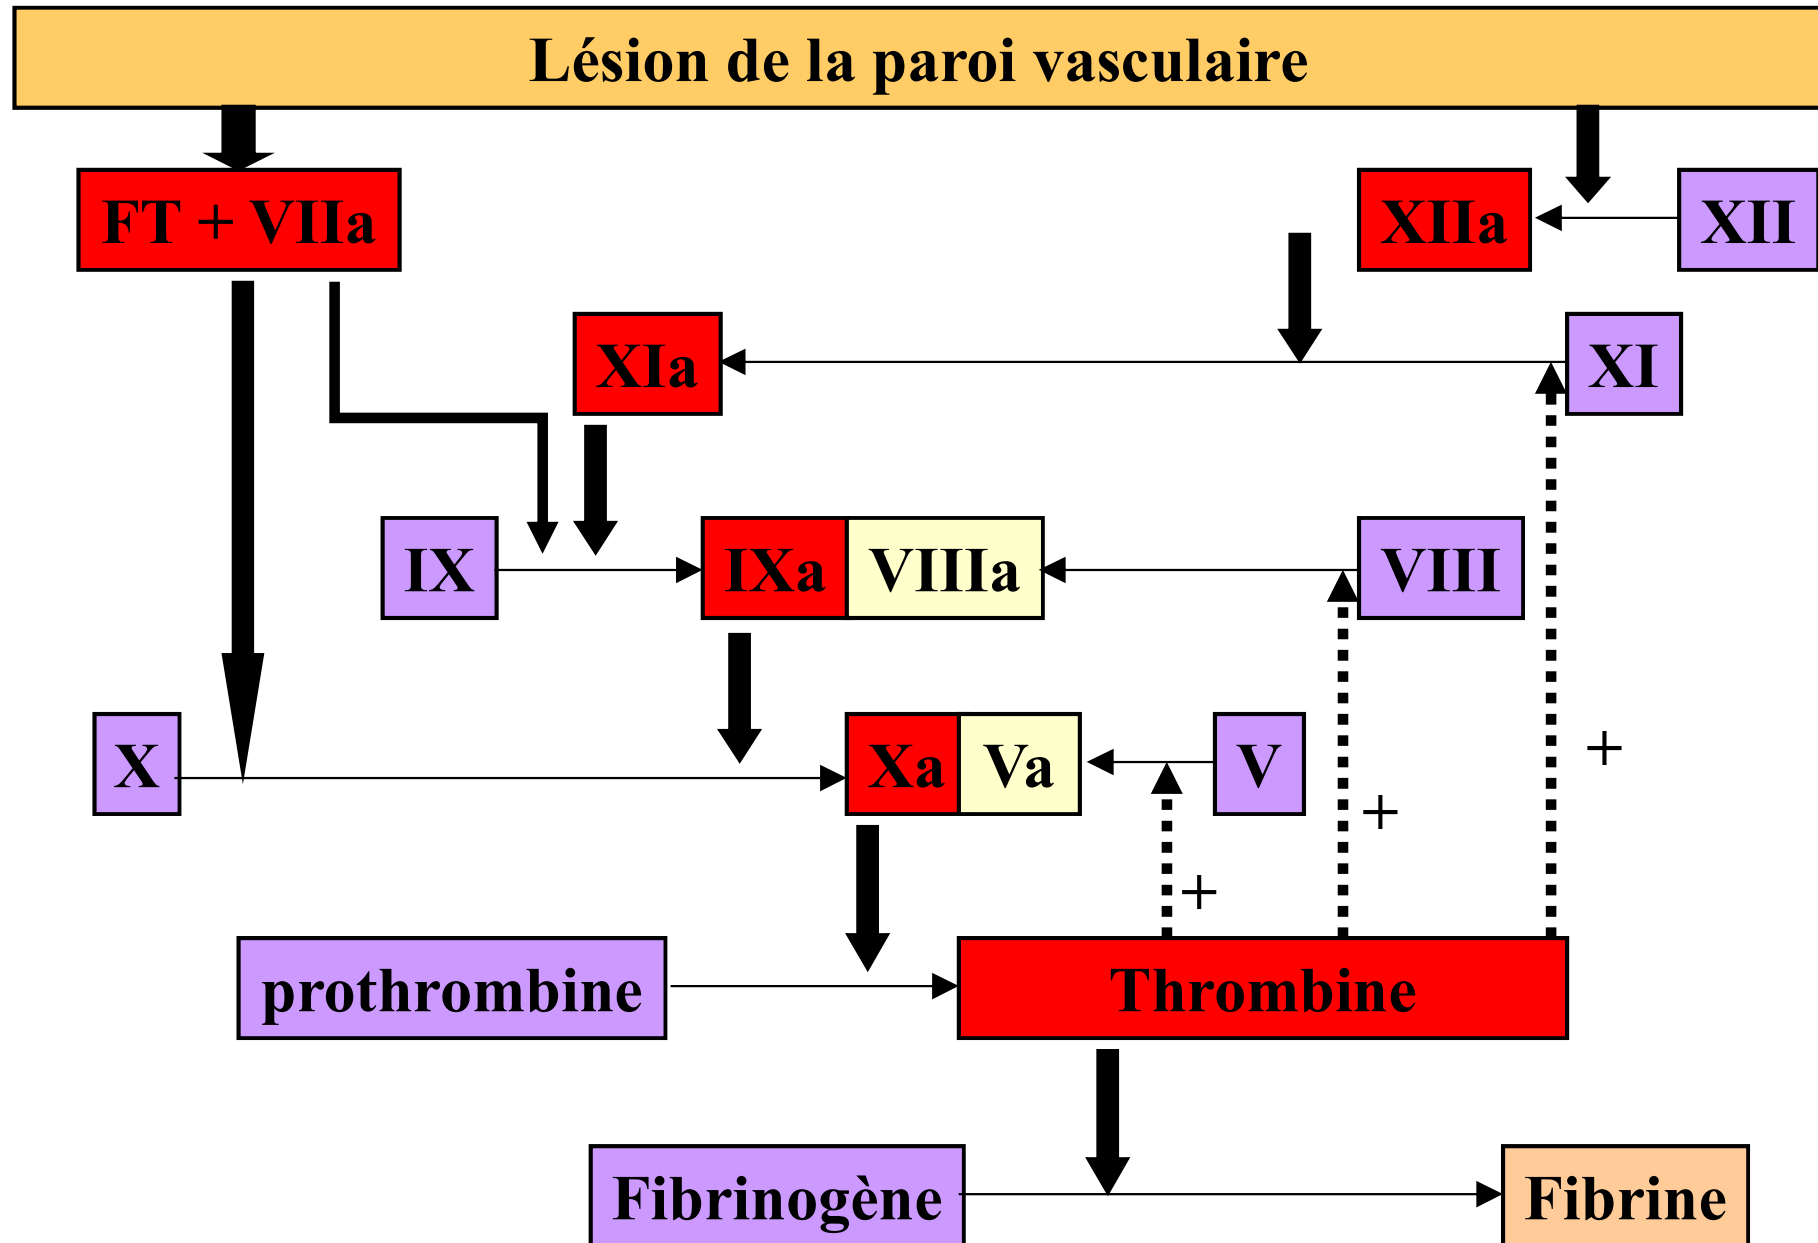 Lésion de la paroi vasculaire
FT + VIIa
XIIa
XII
XIa
XI
IX
IXa
VIIIa
VIII
X
Xa
Va
V
+
+
+
prothrombine
Thrombine
Fibrinogène
Fibrine